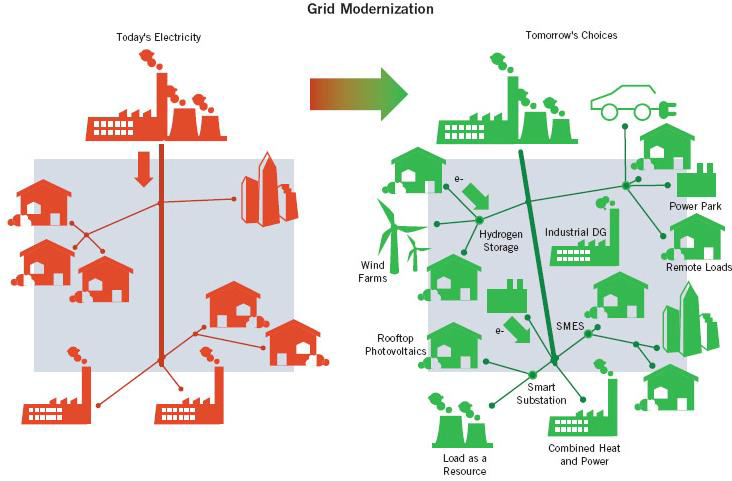 Grid Modernization
Today's Electricity
Tomorrow's Choices
e-
Power Park
Hydrogen
Storage
Industrial DG
Wind
Farms
Remote Loads
e-
SMES
Rooftop
Photovoltaics
Smart
Substation
Load as a
Resource
Combined Heat
and Power